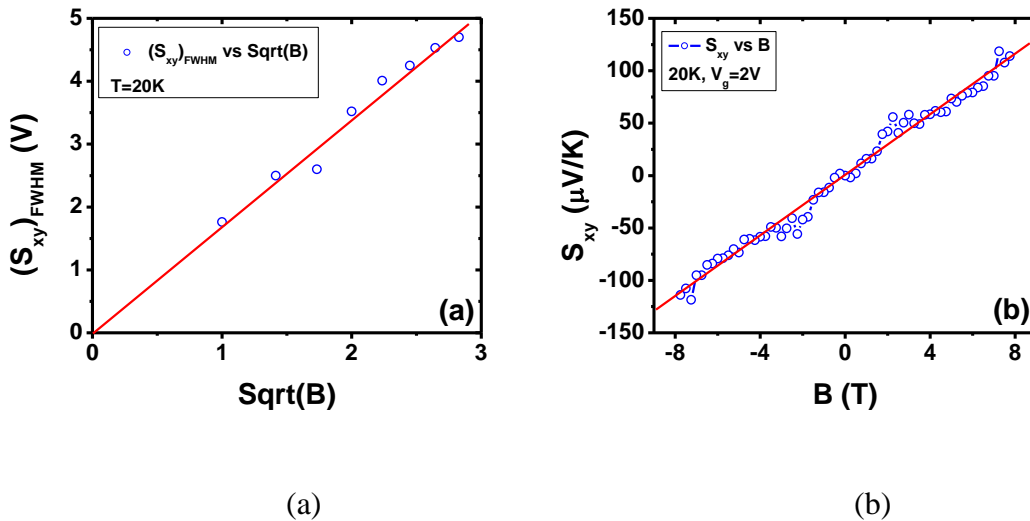 5
4
3
2
1
0
(S_xy)_FWHM (V)
(S_xy)_FWHM vs Sqrt(B)
T=20K
(a)
0 1 2 3
Sqrt(B)
150
100
50
0
-50
-100
-150
S_xy (μV/K)
S_xy vs B
20K, V_g=2V
(b)
-8 -4 0 4 8
B (T)
(a) (b)